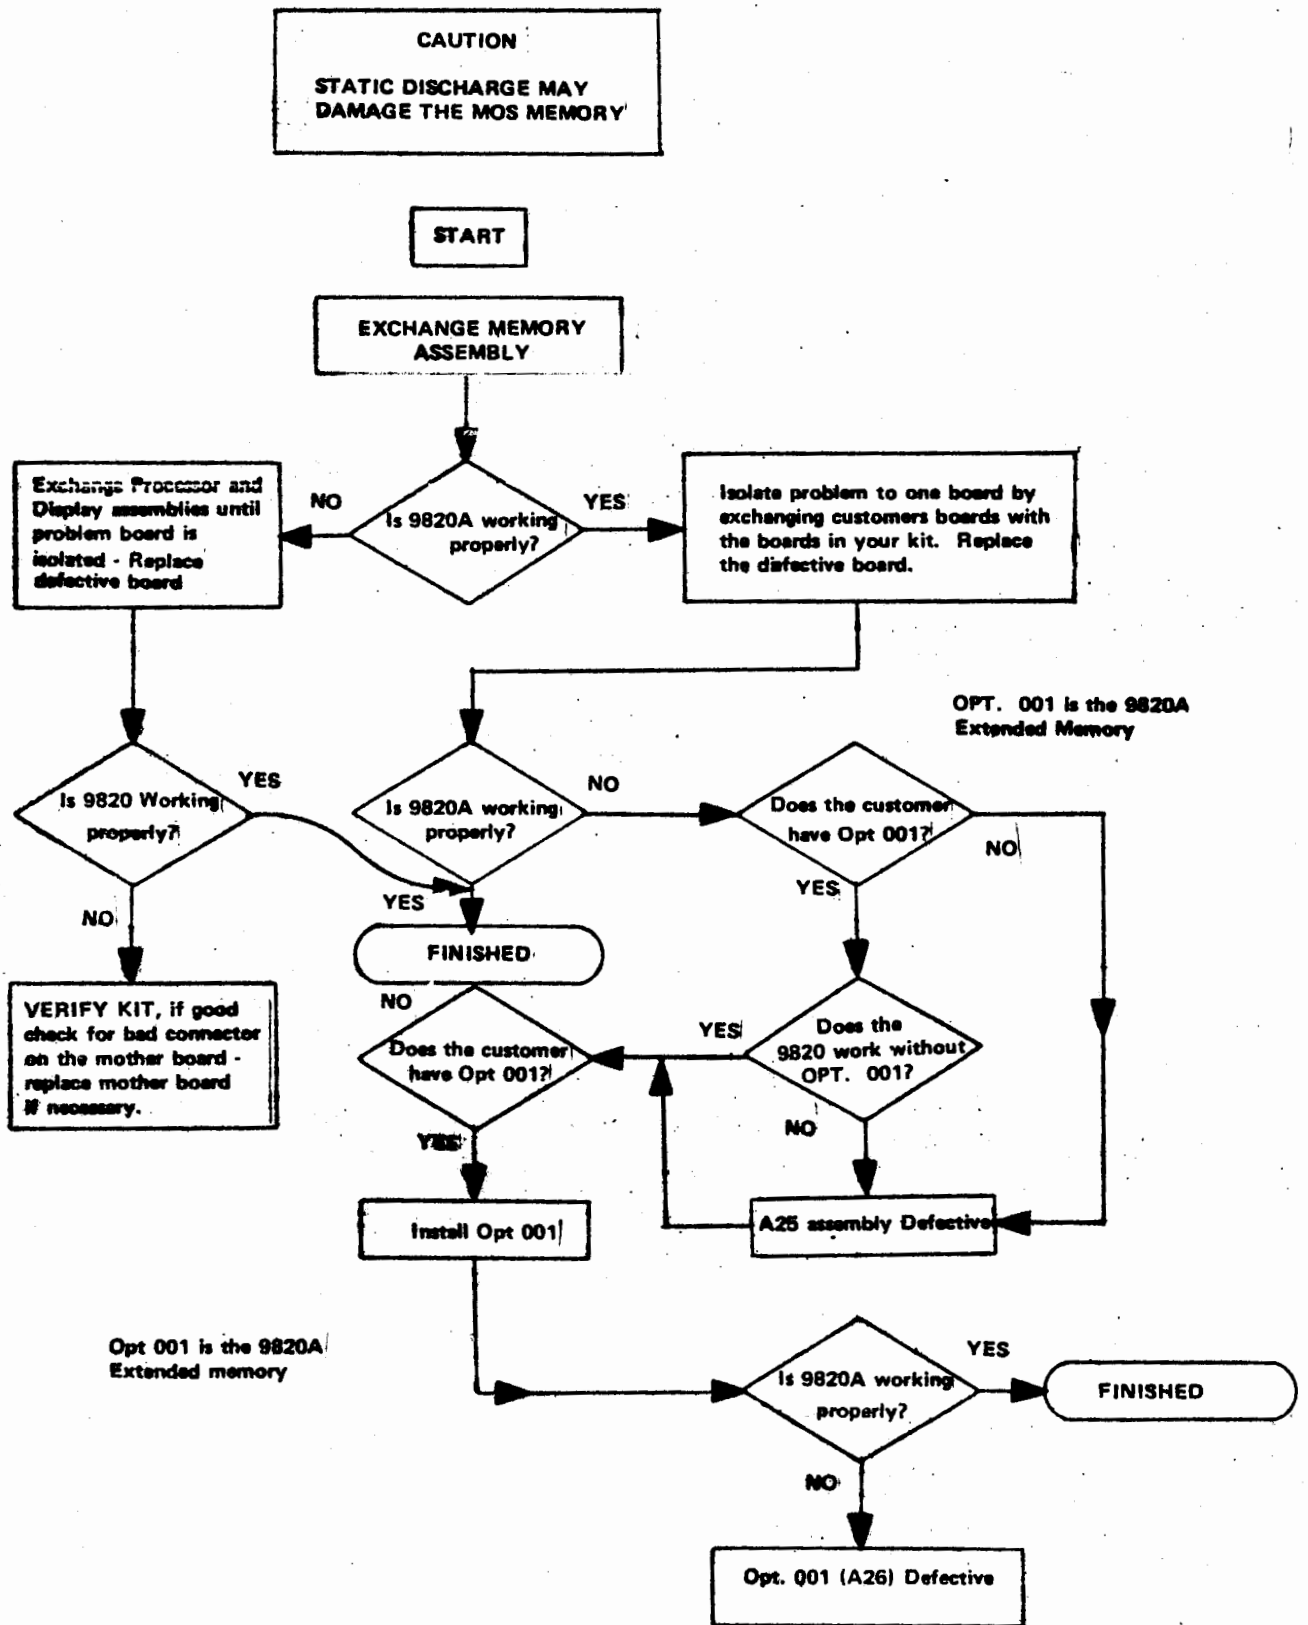 CAUTION
STATIC DISCHARGE MAY
DAMAGE THE MOS MEMORY
START
EXCHANGE MEMORY
ASSEMBLY
Is 9820A working
properly?
NO
YES
Exchange Processor and
Display assemblies until
problem board is
isolated - Replace
defective board
Isolate problem to one board by
exchanging customers boards with
the boards in your kit. Replace
the defective board.
OPT. 001 is the 9820A
Extended Memory
Is 9820 Working
properly?
YES
NO
Is 9820A working
properly?
NO
YES
Does the customer
have Opt 001?
NO
YES
FINISHED
VERIFY KIT, if good
check for bad connector
on the mother board -
replace mother board
if necessary.
NO
Does the customer
have Opt 001?
YES
YES
Does the
9820 work without
OPT. 001?
NO
Install Opt 001
A25 assembly Defective
Opt 001 is the 9820A
Extended memory
Is 9820A working
properly?
YES
FINISHED
NO
Opt. 001 (A26) Defective